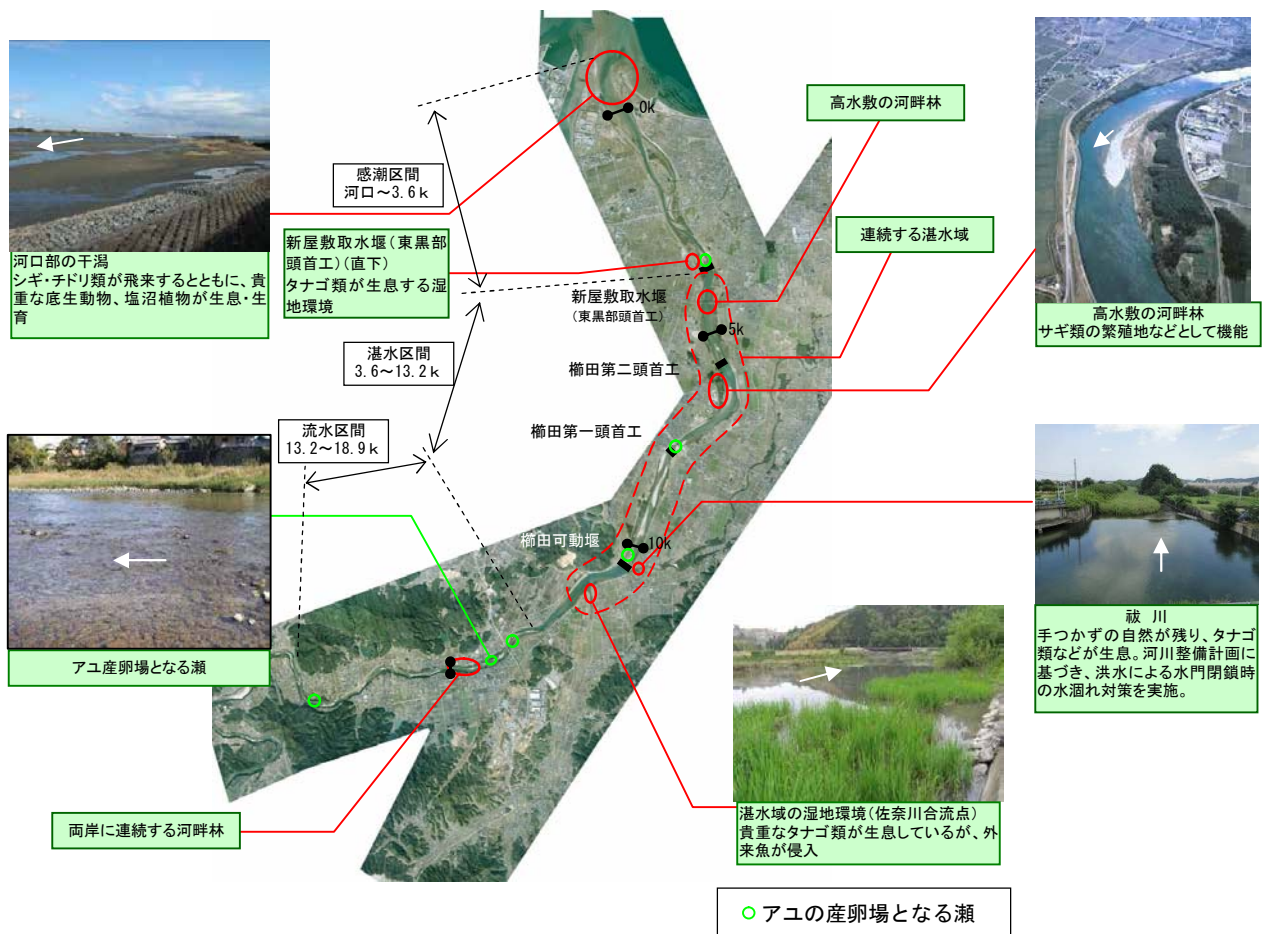 0k
高水敷の河畔林
感潮区間
河口～3.6k
河口部の干潟
シギ・チドリ類が飛来するとともに、貴
重な底生動物、塩沼植物が生息・生
育
新屋敷取水堰(東黒部
頭首工)(直下)
タナゴ類が生息する湿
地環境
連続する湛水域
新屋敷取水堰
(東黒部頭首工)
高水敷の河畔林
サギ類の繁殖地などとして機能
5k
湛水区間
3.6～13.2k
櫛田第二頭首工
流水区間
13.2～18.9k
櫛田第一頭首工
櫛田可動堰
10k
アユ産卵場となる瀬
祓 川
手つかずの自然が残り、タナゴ
類などが生息。河川整備計画に
基づき、洪水による水門閉鎖時
の水涸れ対策を実施。
両岸に連続する河畔林
湛水域の湿地環境(佐奈川合流点)
貴重なタナゴ類が生息しているが、外
来魚が侵入
アユの産卵場となる瀬